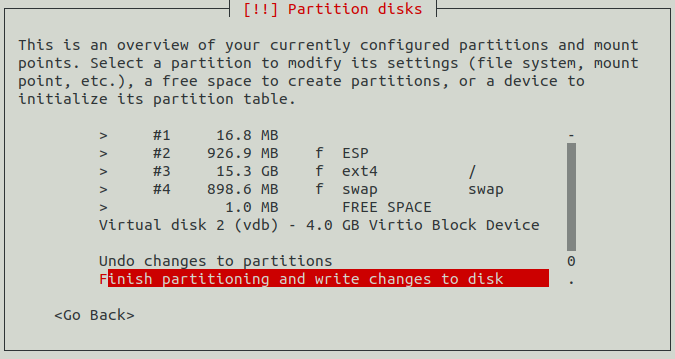 [!!] Partition disks
This is an overview of your currently configured partitions and mount
points. Select a partition to modify its settings (file system, mount
point, etc.), a free space to create partitions, or a device to
initialize its partition table.
> #1 16.8 MB -
> #2 926.9 MB f ESP
> #3 15.3 GB f ext4 /
> #4 898.6 MB f swap swap
> 1.0 MB FREE SPACE
Virtual disk 2 (vdb) - 4.0 GB Virtio Block Device
Undo changes to partitions 0
Finish partitioning and write changes to disk .
<Go Back>